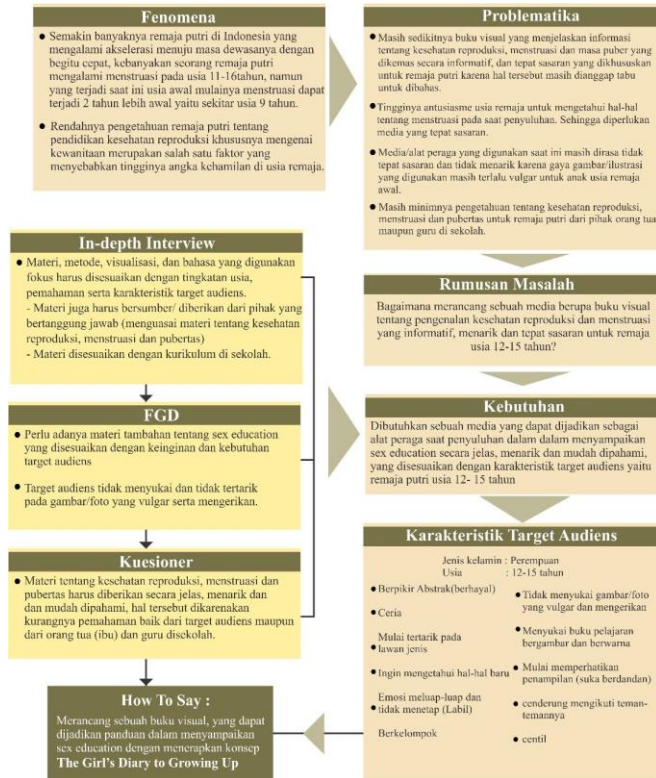 Fenomena
● Semakin banyaknya remaja putri di Indonesia yang
mengalami akselerasi menuju masa dewasanya dengan
begitu cepat, kebanyakan seorang remaja putri
mengalami menstruasi pada usia 11-16tahun, namun
yang terjadi saat ini usia awal mulainya menstruasi dapat
terjadi 2 tahun lebih awal yaitu sekitar usia 9 tahun.
● Rendahnya pengetahuan remaja putri tentang
pendidikan kesehatan reproduksi khususnya mengenai
kewanitaan merupakan salah satu faktor yang
menyebabkan tingginya angka kehamilan di usia remaja.
Problematika
● Masih sedikitnya buku visual yang menjelaskan informasi
tentang kesehatan reproduksi, menstruasi dan masa puber yang
dikemas secara informatif, dan tepat sasaran yang dikhususkan
untuk remaja putri karena hal tersebut masih dianggap tabu
untuk dibahas.
● Tingginya antusiasme usia remaja untuk mengetahui hal-hal
tentang menstruasi pada saat penyuluhan. Sehingga diperlukan
media yang tepat sasaran.
● Media/alat peraga yang digunakan saat ini masih dirasa tidak
tepat sasaran dan tidak menarik karena gaya gambar/ilustrasi
yang digunakan masih terlalu vulgar untuk anak usia remaja
awal.
● Masih minimnya pengetahuan tentang kesehatan reproduksi,
menstruasi dan pubertas untuk remaja putri dari pihak orang tua
maupun guru di sekolah.
In-depth Interview
● Materi, metode, visualisasi, dan bahasa yang digunakan
fokus harus disesuaikan dengan tingkatan usia,
pemahaman serta karakteristik target audiens.
- Materi juga harus bersumber/ diberikan dari pihak yang
bertanggung jawab (menguasai materi tentang kesehatan
reproduksi, menstruasi dan pubertas)
- Materi disesuaikan dengan kurikulum di sekolah.
FGD
● Perlu adanya materi tambahan tentang sex education
yang disesuaikan dengan keinginan dan kebutuhan
target audiens
● Target audiens tidak menyukai dan tidak tertarik
pada gambar/foto yang vulgar serta mengerikan.
Kuesioner
● Materi tentang kesehatan reproduksi, menstruasi dan
pubertas harus diberikan secara jelas, menarik dan
dan mudah dipahami, hal tersebut dikarenakan
kurangnya pemahaman baik dari target audiens maupun
dari orang tua (ibu) dan guru disekolah.
How To Say :
Merancang sebuah buku visual, yang dapat
dijadikan panduan dalam menyampaikan
sex education dengan menerapkan konsep
The Girl's Diary to Growing Up
Rumusan Masalah
Bagaimana merancang sebuah media berupa buku visual
tentang pengenalan kesehatan reproduksi dan menstruasi
yang informatif, menarik dan tepat sasaran untuk remaja
usia 12-15 tahun?
Kebutuhan
Dibutuhkan sebuah media yang dapat dijadikan sebagai
alat peraga saat penyuluhan dalam dalam menyampaikan
sex education secara jelas, menarik dan mudah dipahami,
yang disesuaikan dengan karakteristik target audiens yaitu
remaja putri usia 12- 15 tahun
Karakteristik Target Audiens
Jenis kelamin : Perempuan
Usia : 12-15 tahun
● Berpikir Abstrak(berhayal)
● Ceria
Mulai tertarik pada
● lawan jenis
● Ingin mengetahui hal-hal baru
Emosi meluap-luap dan
● tidak menetap (Labil)
Berkelompok
● Tidak menyukai gambar/foto
yang vulgar dan mengerikan
● Menyukai buku pelajaran
bergambar dan berwarna
● Mulai memperhatikan
penampilan (suka berdandan)
● cenderung mengikuti teman-
temannya
● centil